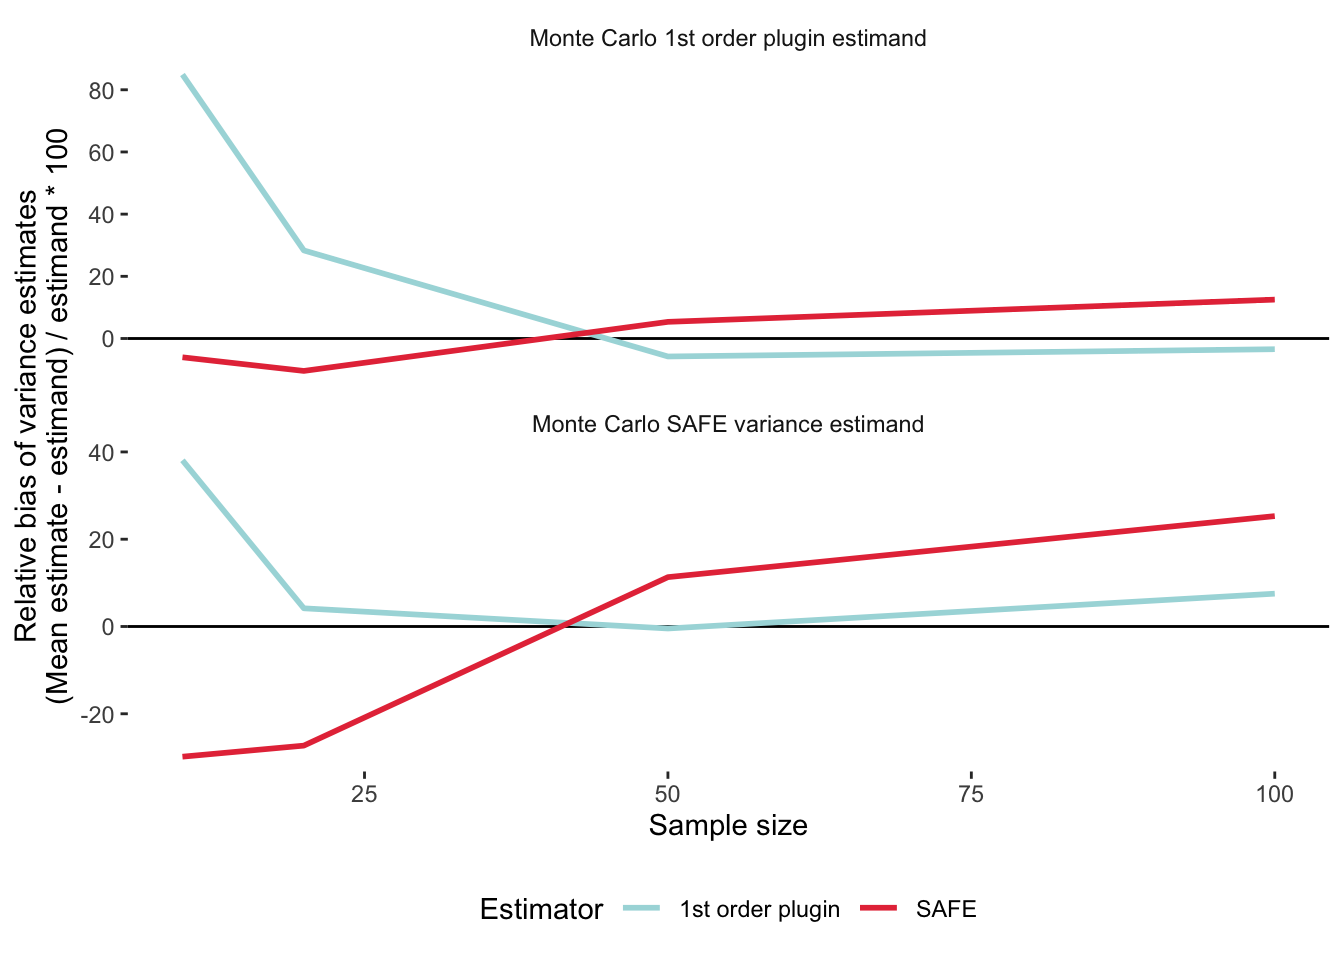 Monte Carlo 1st order plugin estimand
80
60
40
20
0
Relative bias of variance estimates
(Mean estimate - estimand) / estimand * 100
Monte Carlo SAFE variance estimand
40
20
0
-20
25 50 75 100
Sample size
Estimator 1st order plugin SAFE